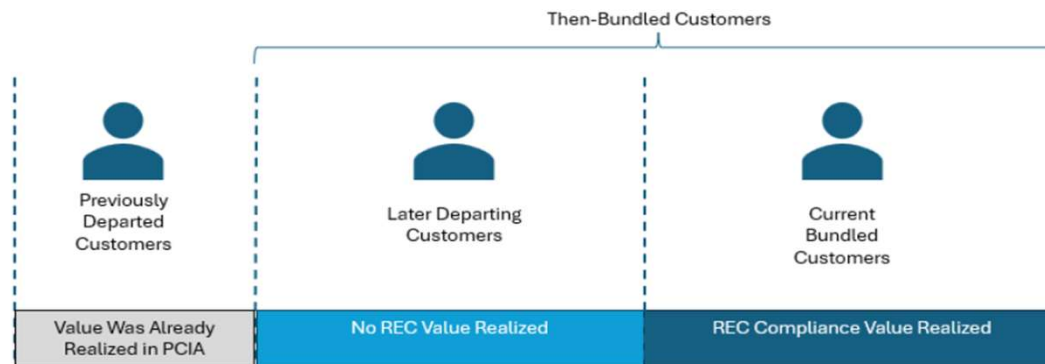 Then-Bundled Customers
Previously
Departed
Customers
Later Departing
Customers
Current
Bundled
Customers
Value Was Already
Realized in PCIA
No REC Value Realized
REC Compliance Value Realized